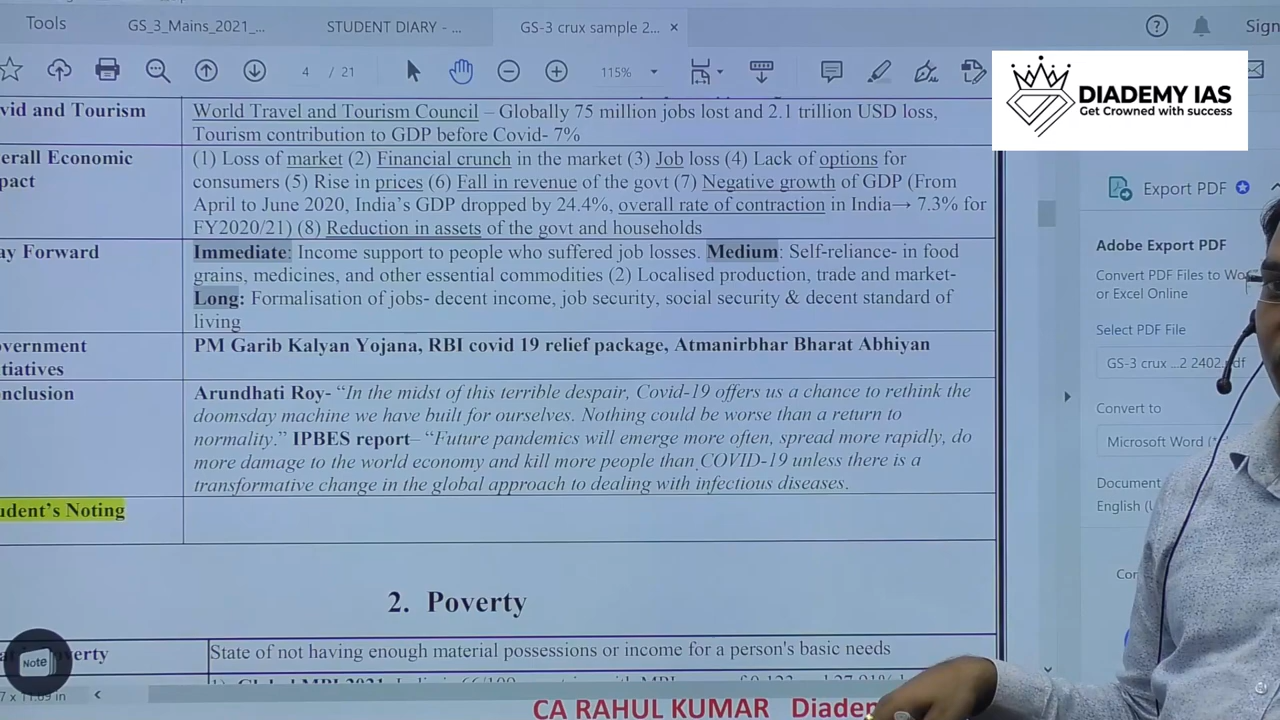 Tools
GS_3_Mains_2021_...
STUDENT DIARY - ...
GS-3 crux sample 2...
Sign
4 / 21
115%
DIADEMY IAS
Get Crowned with success
vid and Tourism
World Travel and Tourism Council – Globally 75 million jobs lost and 2.1 trillion USD loss,
Tourism contribution to GDP before Covid- 7%
erall Economic
pact
(1) Loss of market (2) Financial crunch in the market (3) Job loss (4) Lack of options for
consumers (5) Rise in prices (6) Fall in revenue of the govt (7) Negative growth of GDP (From
April to June 2020, India's GDP dropped by 24.4%, overall rate of contraction in India→ 7.3% for
FY2020/21) (8) Reduction in assets of the govt and households
ay Forward
Immediate: Income support to people who suffered job losses. Medium: Self-reliance- in food
grains, medicines, and other essential commodities (2) Localised production, trade and market-
Long: Formalisation of jobs- decent income, job security, social security & decent standard of
living
vernment
tiatives
PM Garib Kalyan Yojana, RBI covid 19 relief package, Atmanirbhar Bharat Abhiyan
nclusion
Arundhati Roy- “In the midst of this terrible despair, Covid-19 offers us a chance to rethink the
doomsday machine we have built for ourselves. Nothing could be worse than a return to
normality.” IPBES report– “Future pandemics will emerge more often, spread more rapidly, do
more damage to the world economy and kill more people than COVID-19 unless there is a
transformative change in the global approach to dealing with infectious diseases.
udent's Noting
2. Poverty
verty
State of not having enough material possessions or income for a person's basic needs
Note
Export PDF
Adobe Export PDF
Convert PDF Files to Wo
or Excel Online
Select PDF File
GS-3 crux ...2 2402.pdf
Convert to
Microsoft Word (*.
Document
English (U
CA RAHUL KUMAR Diadem